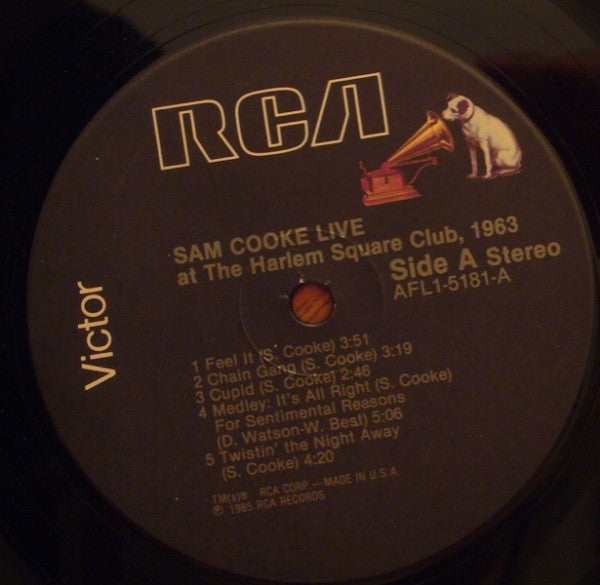 RCA
Victor
SAM COOKE LIVE
at The Harlem Square Club, 1963
Side A Stereo
AFL1-5181-A
1 Feel It (S. Cooke) 3:51
2 Chain Gang (S. Cooke) 3:19
3 Cupid (S. Cooke) 2:46
4 Medley: It's All Right (S. Cooke)
For Sentimental Reasons
(D. Watson-W. Best) 5:06
5 Twistin' the Night Away
(S. Cooke) 4:20
TM(s)® RCA CORP.—MADE IN U.S.A.
℗ 1985 RCA RECORDS